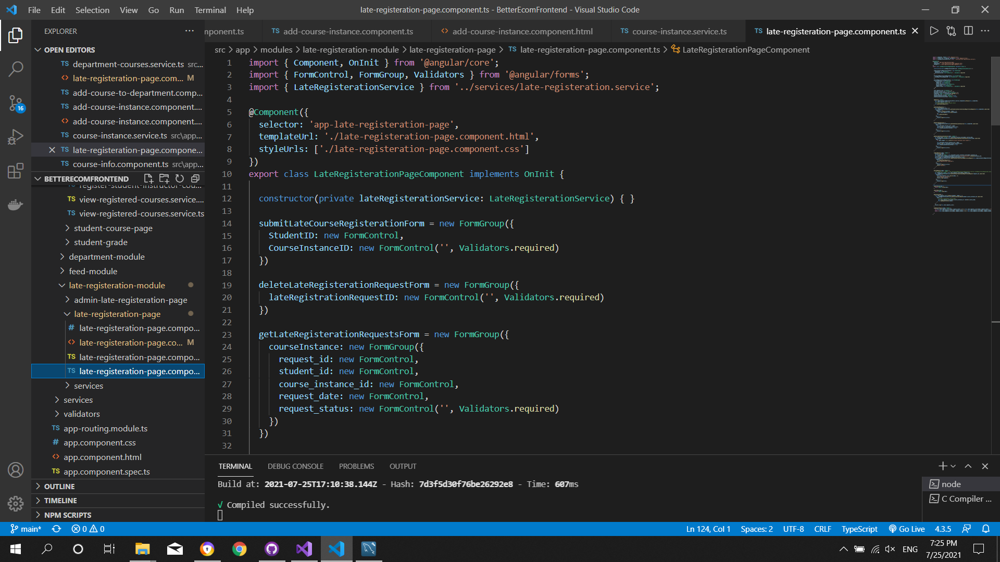 File Edit Selection View Go Run Terminal Help
late-registeration-page.component.ts - BetterEcomFrontend - Visual Studio Code
EXPLORER
mponent.ts
TS add-course-instance.component.ts
<> add-course-instance.component.html
TS course-instance.service.ts
TS late-registeration-page.component.ts
src > app > modules > late-registeration-module > late-registeration-page > TS late-registeration-page.component.ts > LateRegisterationPageComponent
OPEN EDITORS
TS department-courses.service.ts src...
<> late-registeration-page.com... M
TS add-course-to-department.comp...
TS add-course-instance.component....
<> add-course-instance.component....
TS course-instance.service.ts src\app...
TS late-registeration-page.compone...
TS course-info.component.ts src\app...
BETTERECOMFRONTEND
TS register-student-instructor-cou...
TS view-registered-courses.service....
TS view-registered-courses.service.ts
student-course-page
student-grade
department-module
feed-module
late-registeration-module
admin-late-registeration-page
late-registeration-page
# late-registeration-page.compo...
<> late-registeration-page.co... M
TS late-registeration-page.compo...
TS late-registeration-page.compo...
services
services
validators
TS app-routing.module.ts
# app.component.css
<> app.component.html
TS app.component.spec.ts
OUTLINE
TIMELINE
NPM SCRIPTS
16
1 import { Component, OnInit } from '@angular/core';
2 import { FormControl, FormGroup, Validators } from '@angular/forms';
3 import { LateRegisterationService } from '../services/late-registeration.service';
4
5 @Component({
6 selector: 'app-late-registeration-page',
7 templateUrl: './late-registeration-page.component.html',
8 styleUrls: ['./late-registeration-page.component.css']
9 })
10 export class LateRegisterationPageComponent implements OnInit {
11
12 constructor(private lateRegisterationService: LateRegisterationService) { }
13
14 submitLateCourseRegisterationForm = new FormGroup({
15 StudentID: new FormControl,
16 CourseInstanceID: new FormControl('', Validators.required)
17 })
18
19 deleteLateRegisterationRequestForm = new FormGroup({
20 lateRegistrationRequestID: new FormControl('', Validators.required)
21 })
22
23 getLateRegisterationRequestsForm = new FormGroup({
24 courseInstance: new FormGroup({
25 request_id: new FormControl,
26 student_id: new FormControl,
27 course_instance_id: new FormControl,
28 request_date: new FormControl,
29 request_status: new FormControl('', Validators.required)
30 })
31 })
32
TERMINAL DEBUG CONSOLE PROBLEMS OUTPUT
Build at: 2021-07-25T17:10:38.144Z - Hash: 7d3f5d30f76be26292e8 - Time: 607ms
√ Compiled successfully.
node
C Compiler ...
main* 0 0
Ln 124, Col 1 Spaces: 2 UTF-8 CRLF TypeScript Go Live 4.3.5
ENG
7:25 PM
7/25/2021